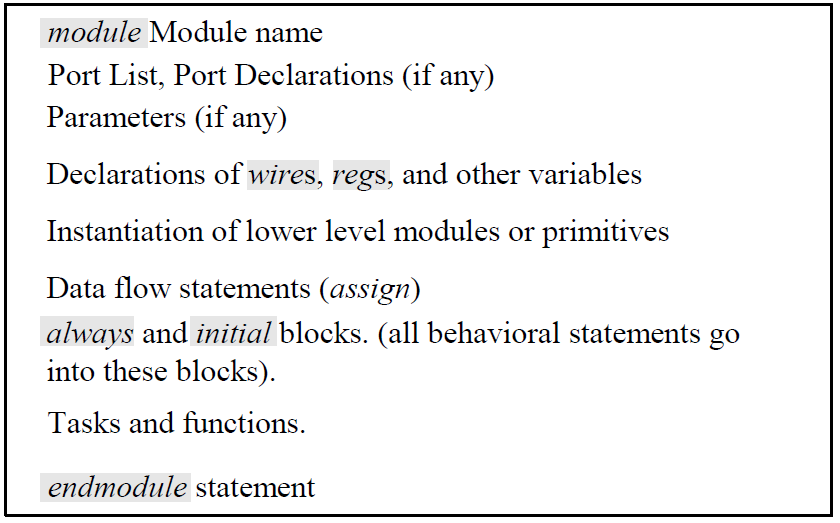 module Module name
Port List, Port Declarations (if any)
Parameters (if any)
Declarations of wires, regs, and other variables
Instantiation of lower level modules or primitives
Data flow statements (assign)
always and initial blocks. (all behavioral statements go
into these blocks).
Tasks and functions.
endmodule statement